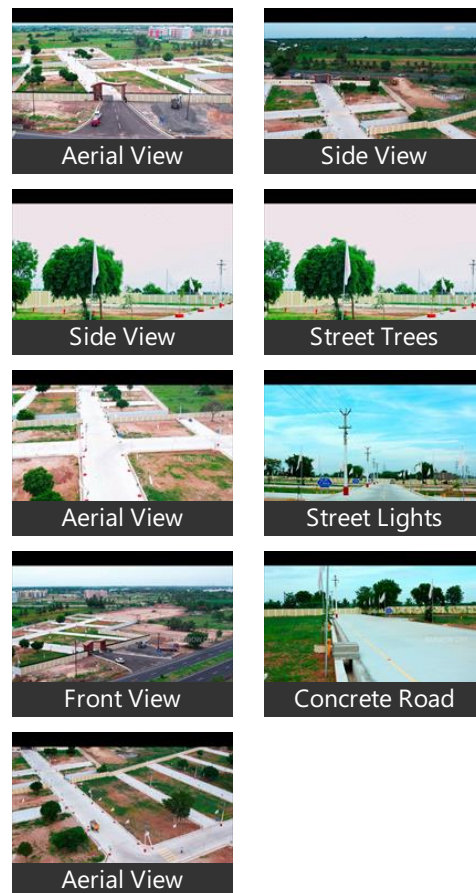 Aerial View
Side View
Side View
Street Trees
Aerial View
Street Lights
Front View
Concrete Road
Aerial View